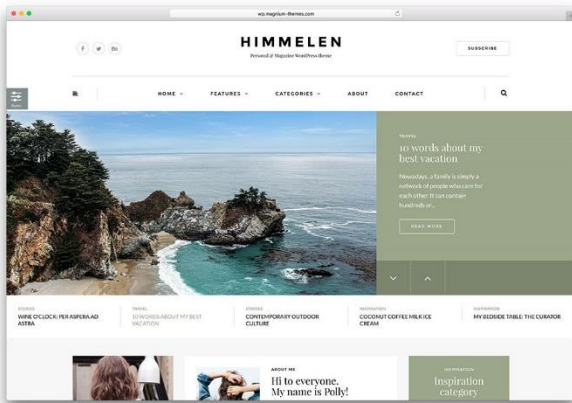 wp.magnium-themes.com
HIMMELEN
Personal & Magazine WordPress theme
SUBSCRIBE
HOME
FEATURES
CATEGORIES
ABOUT
CONTACT
10 words about my
best vacation
Nowadays, a family is simply a
network of people who care for
each other. It can contain
hundreds or...
READ MORE
STORIES
WINE O'CLOCK: PER ASPERA AD
ASTRA
TRAVEL
10 WORDS ABOUT MY BEST
VACATION
STORIES
CONTEMPORARY OUTDOOR
CULTURE
INSPIRATION
COCONUT COFFEE MILK ICE
CREAM
INSPIRATION
MY BEDSIDE TABLE: THE CURATOR
ABOUT ME
Hi to everyone.
My name is Polly!
INSPIRATION
Inspiration
category